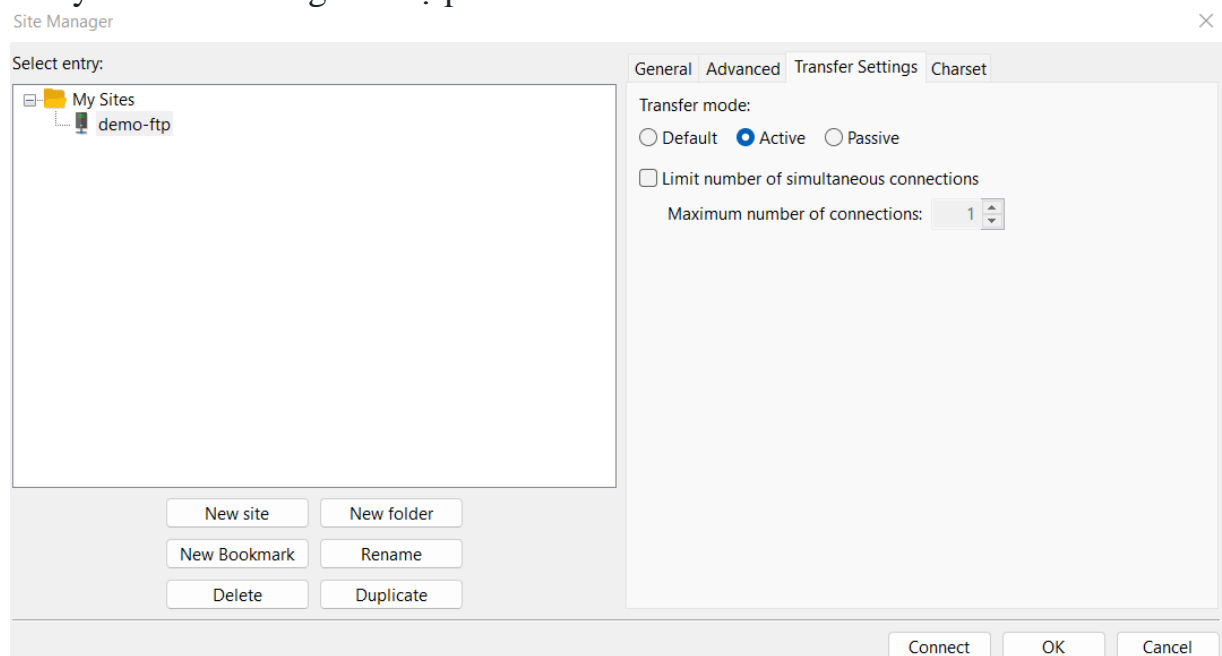 Site Manager
Select entry:
My Sites
demo-ftp
New site
New folder
New Bookmark
Rename
Delete
Duplicate
General Advanced Transfer Settings Charset
Transfer mode:
Default Active Passive
Limit number of simultaneous connections
Maximum number of connections: 1
Connect OK Cancel